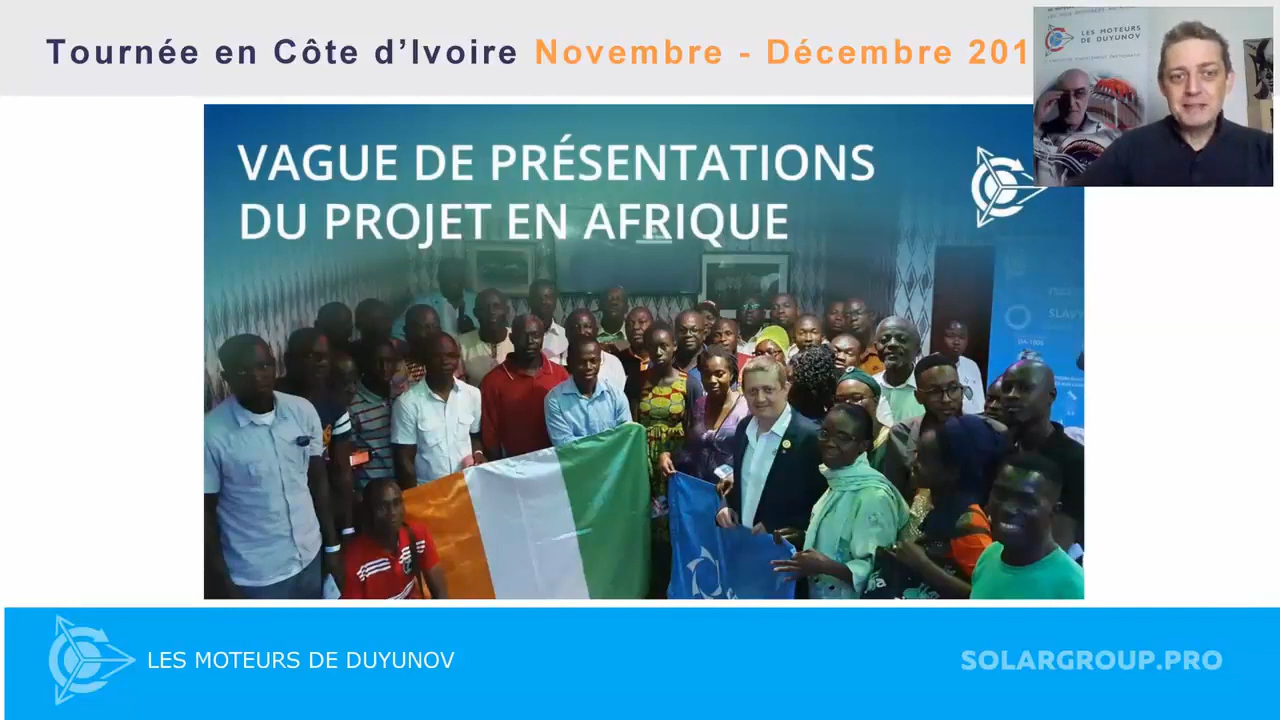 Tournée en Côte d’Ivoire Novembre - Décembre 201
LES MOTEURS
DE DUYUNOV
VAGUE DE PRÉSENTATIONS
DU PROJET EN AFRIQUE
SLAVY
LES MOTEURS DE DUYUNOV
SOLARGROUP.PRO